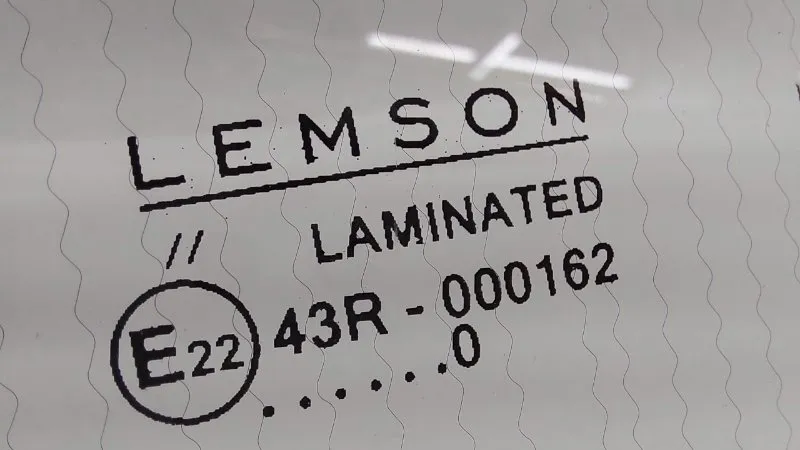 LEMSON
// LAMINATED
E22 43R - 000162
. . . . . . 0